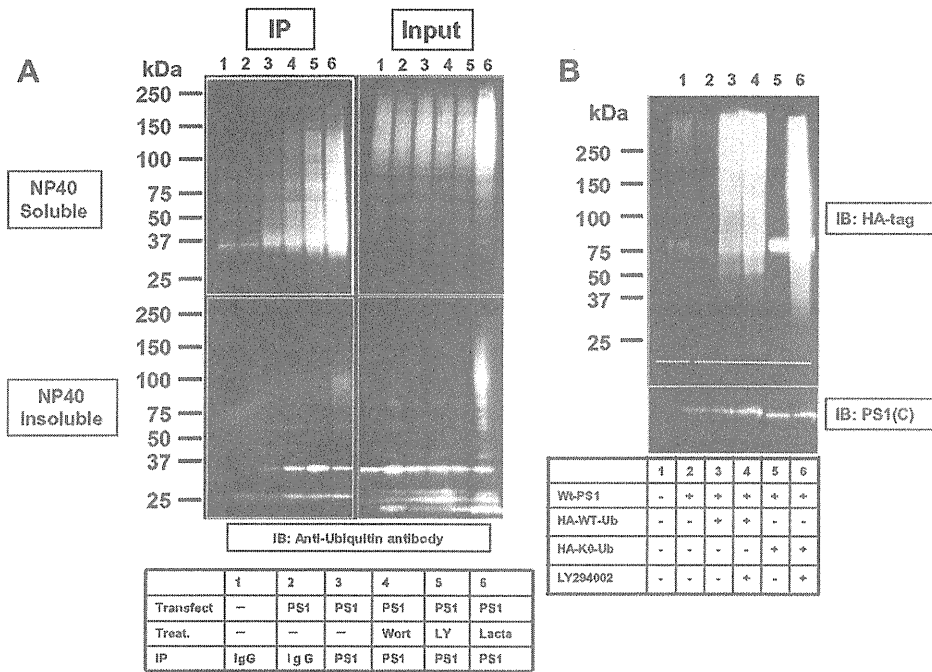 IP
Input
A
kDa
1 2 3 4 5 6
1 2 3 4 5 6
250
150
100
75
50
37
25
NP40
Soluble
250
150
100
75
50
37
25
NP40
Insoluble
IB: Anti-Ubiquitin antibody
1 2 3 4 5 6
Transfect – PS1 PS1 PS1 PS1 PS1
Treat. – – – Wort LY Lacta
IP IgG IgG PS1 PS1 PS1 PS1
B
1 2 3 4 5 6
kDa
250
150
100
75
50
37
25
IB: HA-tag
IB: PS1(C)
1 2 3 4 5 6
Wt-PS1 - + + + + +
HA-WT-Ub - - + + - -
HA-K0-Ub - - - - + +
LY294002 - - - + - +